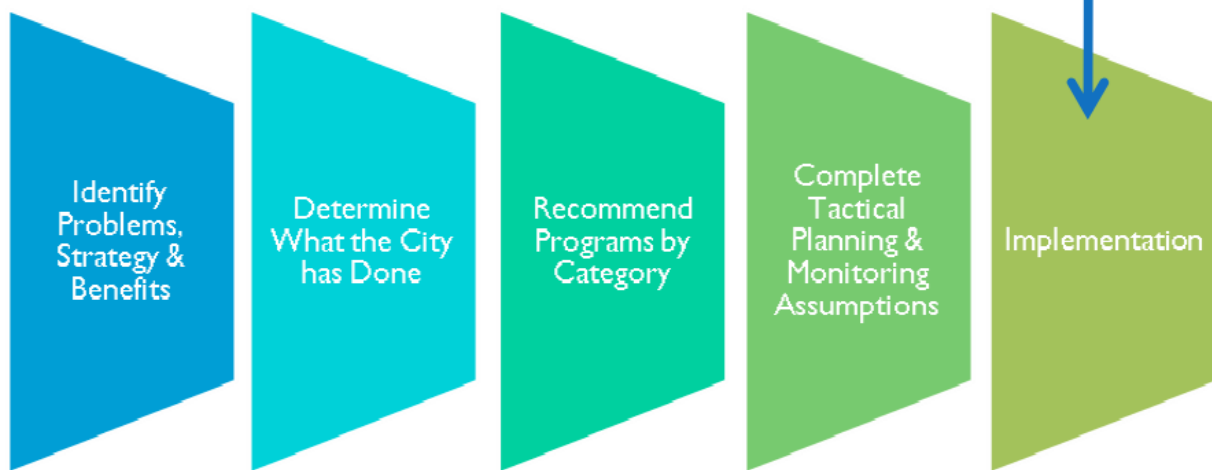 Identify
Problems,
Strategy &
Benefits
Determine
What the City
has Done
Recommend
Programs by
Category
Complete
Tactical
Planning &
Monitoring
Assumptions
Implementation